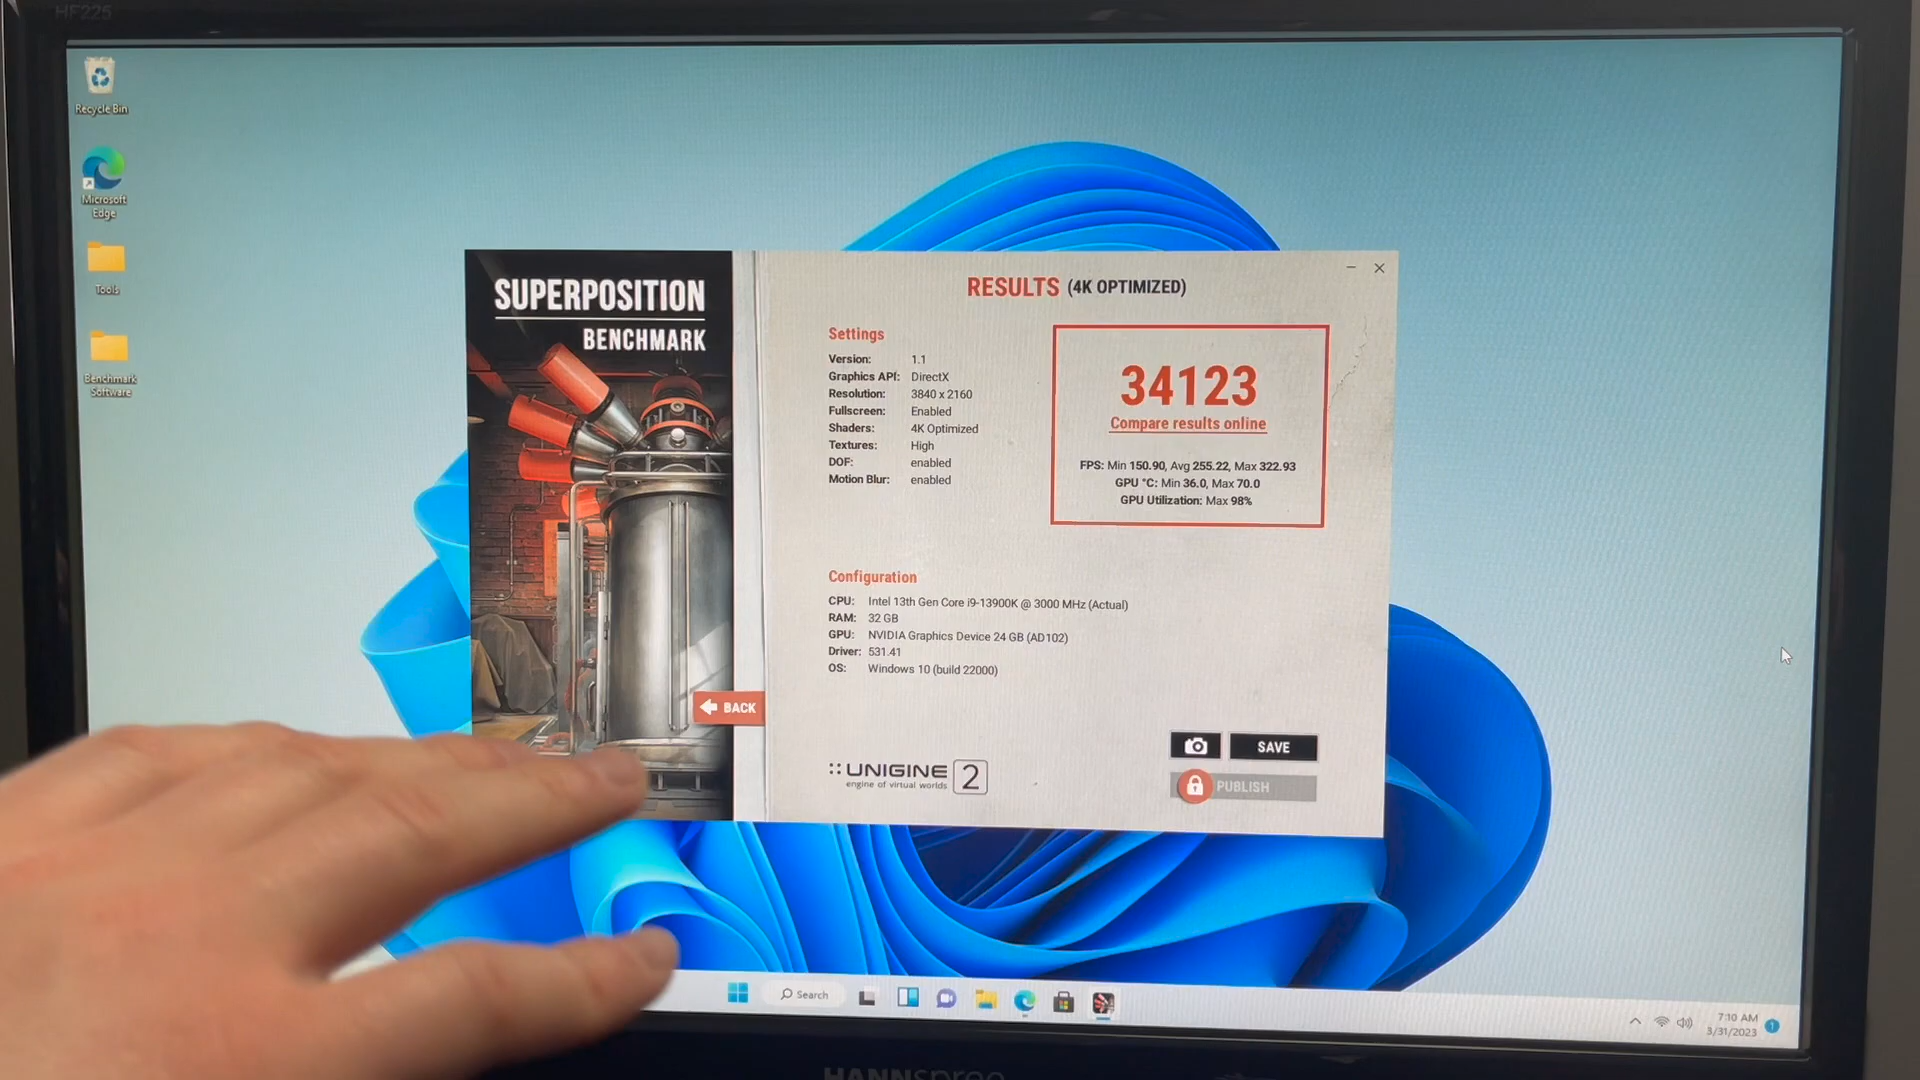 HF225
Recycle Bin
Microsoft
Edge
Tools
Benchmark
Software
SUPERPOSITION
BENCHMARK
BACK
RESULTS (4K OPTIMIZED)
Settings
Version: 1.1
Graphics API: DirectX
Resolution: 3840 x 2160
Fullscreen: Enabled
Shaders: 4K Optimized
Textures: High
DOF: enabled
Motion Blur: enabled
34123
Compare results online
FPS: Min 150.90, Avg 255.22, Max 322.93
GPU °C: Min 36.0, Max 70.0
GPU Utilization: Max 98%
Configuration
CPU: Intel 13th Gen Core i9-13900K @ 3000 MHz (Actual)
RAM: 32 GB
GPU: NVIDIA Graphics Device 24 GB (AD102)
Driver: 531.41
OS: Windows 10 (build 22000)
UNIGINE 2
engine of virtual worlds
SAVE
PUBLISH
Search
7:10 AM
3/31/2023
1
HANNspree